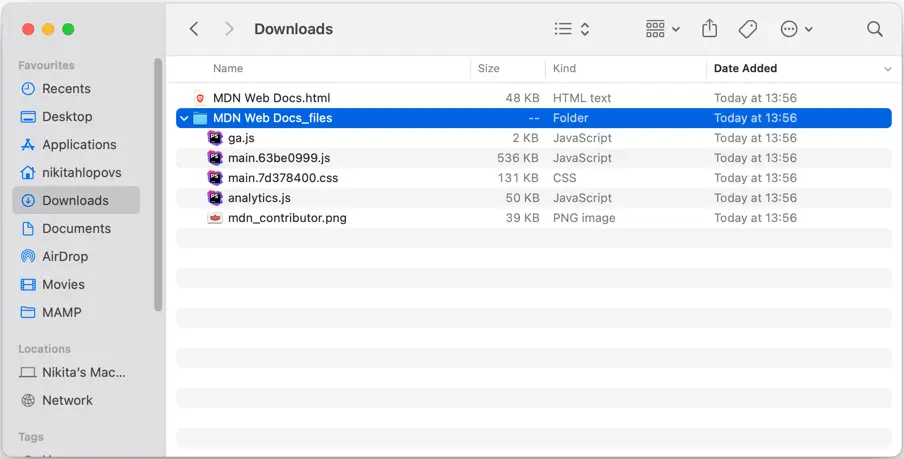 Downloads
Favourites
Recents
Desktop
Applications
nikitahlopovs
Downloads
Documents
AirDrop
Movies
MAMP
Locations
Nikita's Mac...
Network
Tags
Name Size Kind Date Added
MDN Web Docs.html 48 KB HTML text Today at 13:56
MDN Web Docs_files -- Folder Today at 13:56
ga.js 2 KB JavaScript Today at 13:56
main.63be0999.js 536 KB JavaScript Today at 13:56
main.7d378400.css 131 KB CSS Today at 13:56
analytics.js 50 KB JavaScript Today at 13:56
mdn_contributor.png 39 KB PNG image Today at 13:56